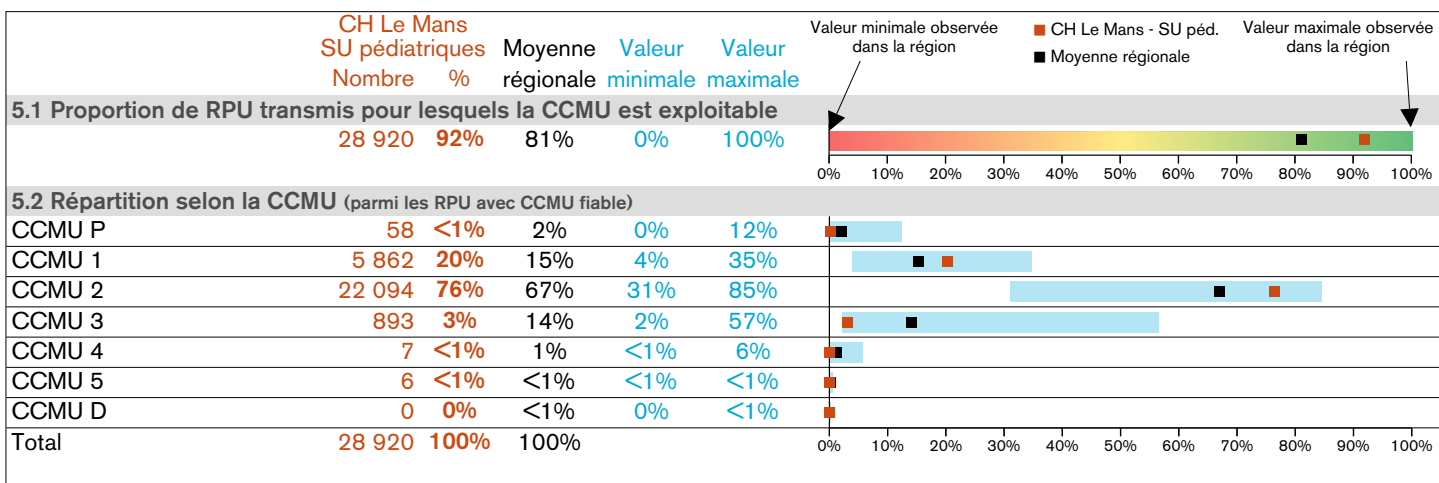 CH Le Mans
SU pédiatriques Moyenne Valeur Valeur
Nombre % régionale minimale maximale
Valeur minimale observée
dans la région
CH Le Mans - SU péd.
Moyenne régionale
Valeur maximale observée
dans la région
5.1 Proportion de RPU transmis pour lesquels la CCMU est exploitable
28 920 92% 81% 0% 100%
0% 10% 20% 30% 40% 50% 60% 70% 80% 90% 100%
5.2 Répartition selon la CCMU (parmi les RPU avec CCMU fiable)
CCMU P 58 <1% 2% 0% 12%
CCMU 1 5 862 20% 15% 4% 35%
CCMU 2 22 094 76% 67% 31% 85%
CCMU 3 893 3% 14% 2% 57%
CCMU 4 7 <1% 1% <1% 6%
CCMU 5 6 <1% <1% <1% <1%
CCMU D 0 0% <1% 0% <1%
Total 28 920 100% 100%
0% 10% 20% 30% 40% 50% 60% 70% 80% 90% 100%